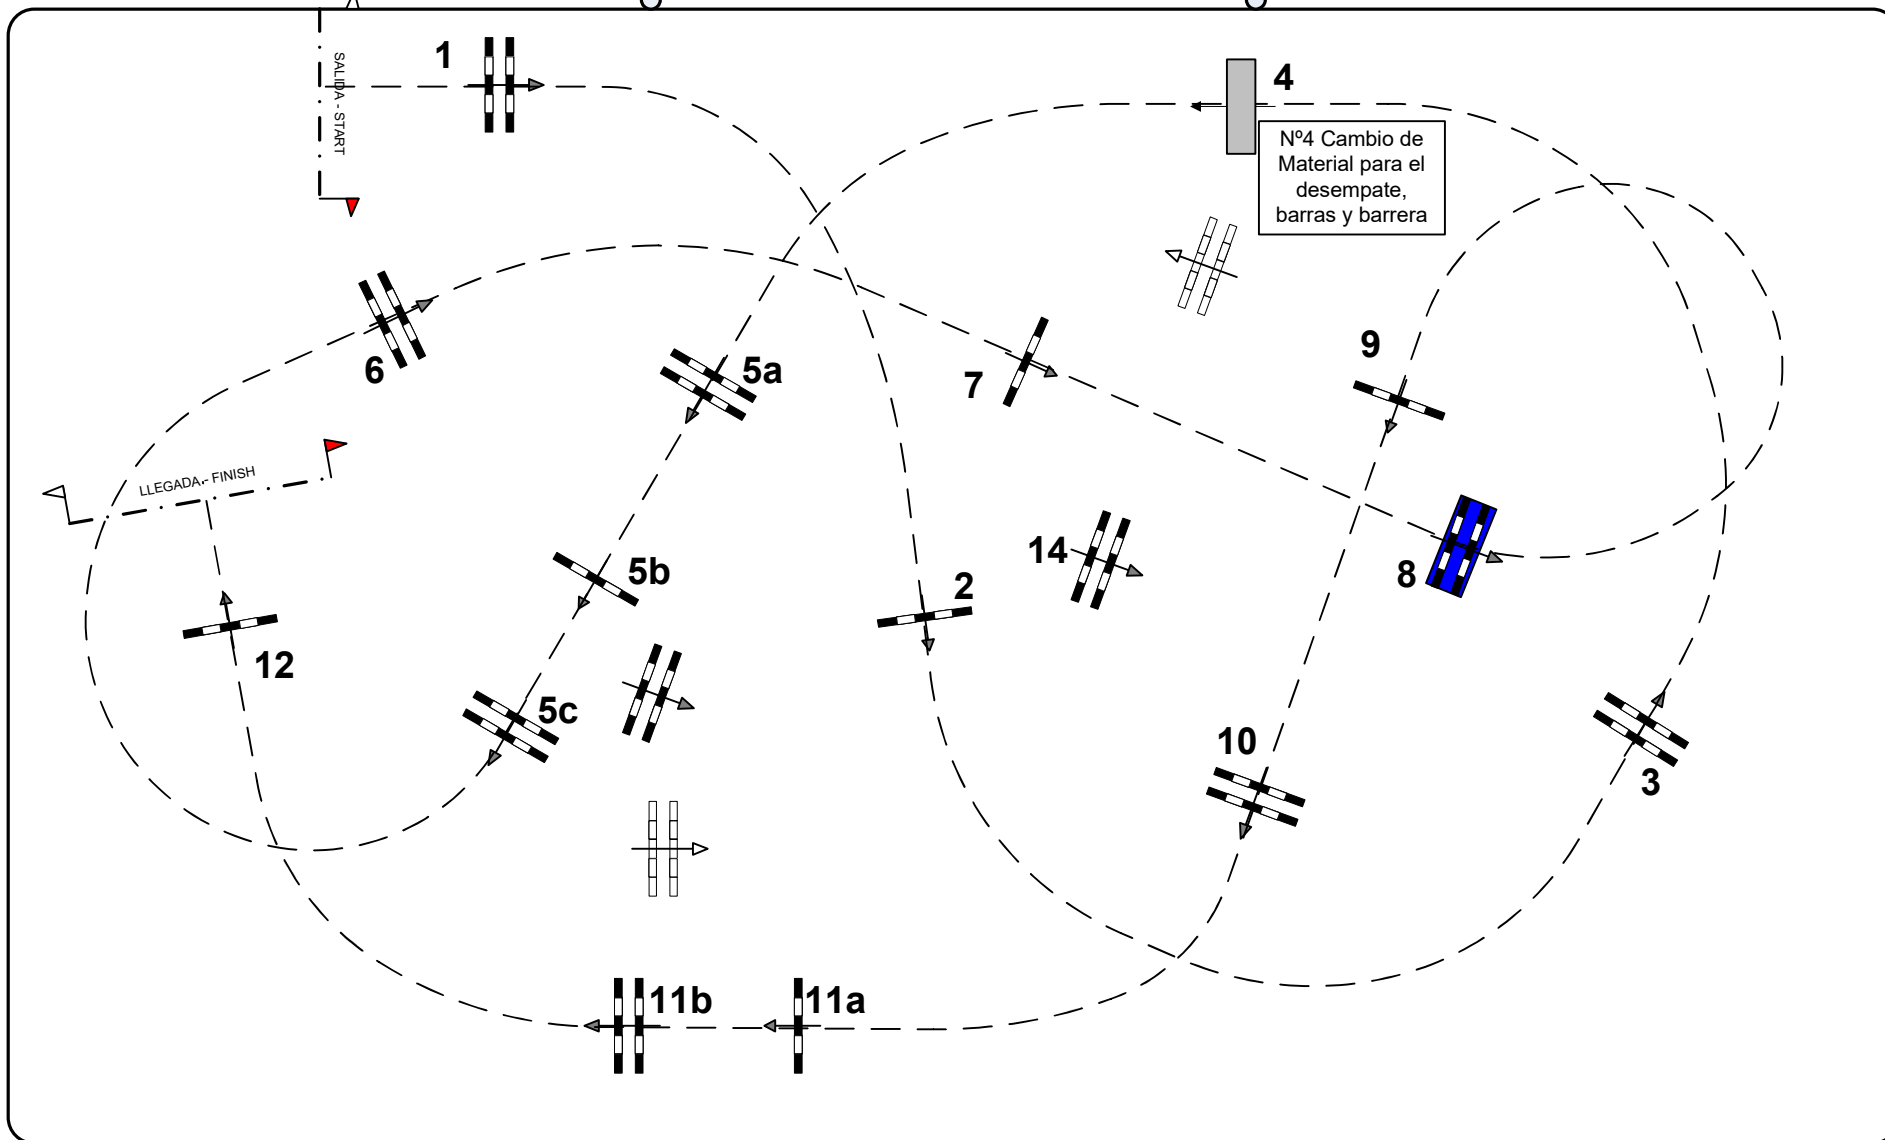 1
SALIDA - START
4
Nº4 Cambio de
Material para el
desempate,
barras y barrera
9
6
5a
7
LLEGADA - FINISH
14
8
5b
2
12
5c
10
3
11b
11a